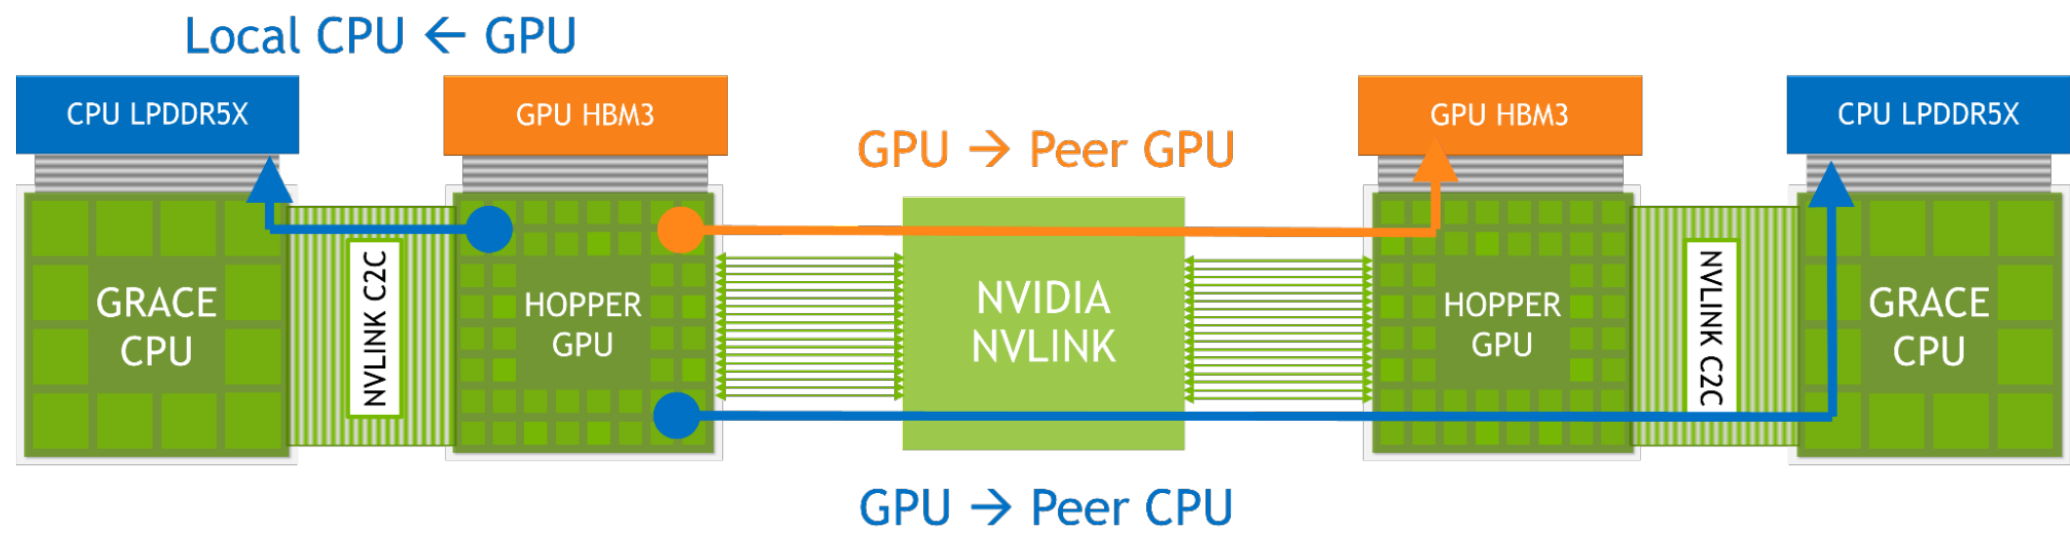 Local CPU ← GPU
CPU LPDDR5X
GPU HBM3
GPU → Peer GPU
GPU HBM3
CPU LPDDR5X
GRACE
CPU
NVLINK C2C
HOPPER
GPU
NVIDIA
NVLINK
HOPPER
GPU
NVLINK C2C
GRACE
CPU
GPU → Peer CPU